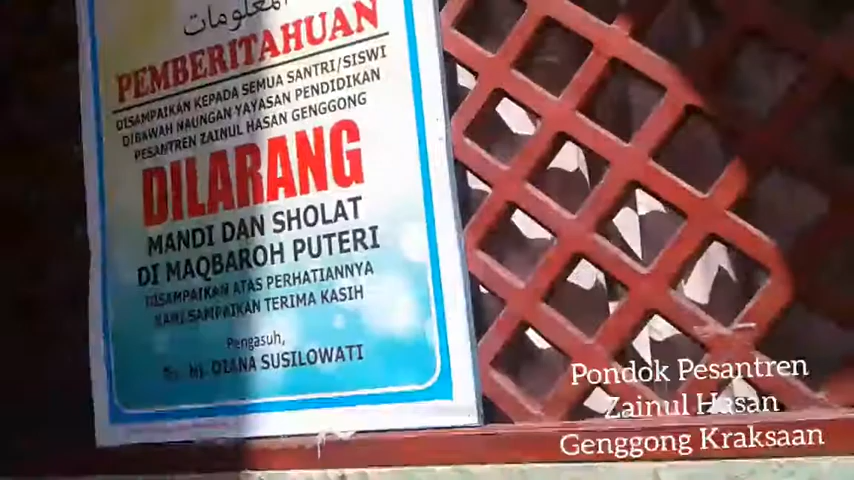 المعلومات
PEMBERITAHUAN
DISAMPAIKAN KEPADA SEMUA SANTRI/SISWI
DIBAWAH NAUNGAN YAYASAN PENDIDIKAN
PESANTREN ZAINUL HASAN GENGGONG
DILARANG
MANDI DAN SHOLAT
DI MAQBAROH PUTERI
DISAMPAIKAN ATAS PERHATIANNYA
KAMI SAMPAIKAN TERIMA KASIH
Pengasuh:
DIANA SUSILOWATI
Pondok Pesantren
Zainul Hasan
Genggong Kraksaan